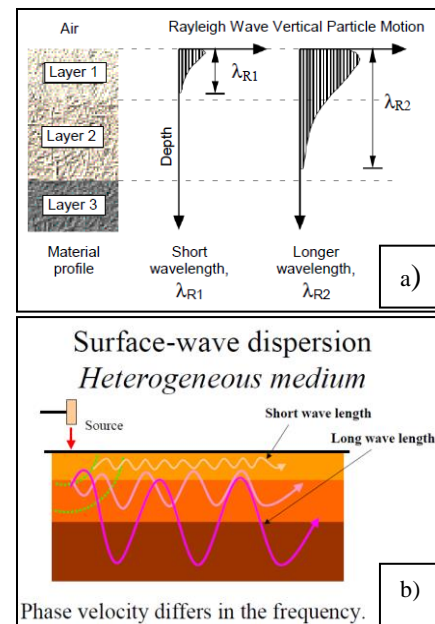 Air
Rayleigh Wave Vertical Particle Motion
Layer 1
Layer 2
Layer 3
Depth
λR1
λR2
Material
profile
Short
wavelength,
λR1
Longer
wavelength,
λR2
a)
Surface-wave dispersion
Heterogeneous medium
Source
Short wave length
Long wave length
Phase velocity differs in the frequency.
b)